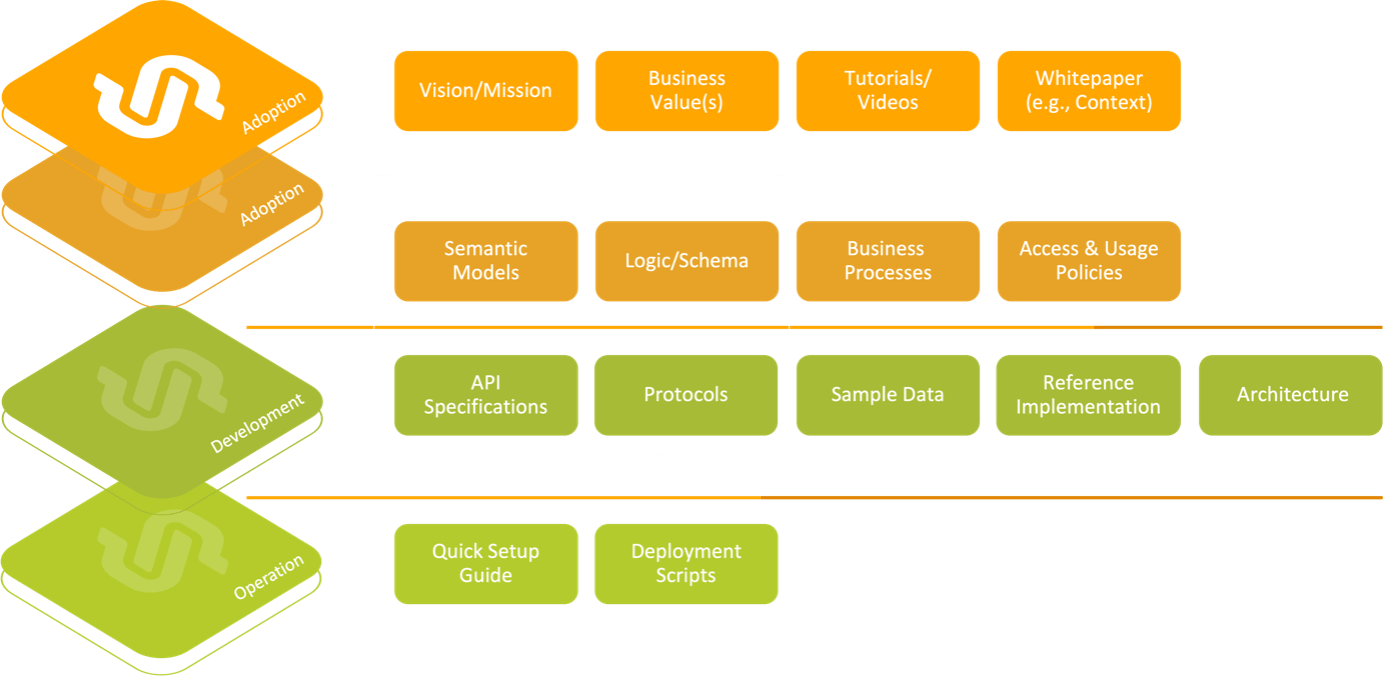 Adoption
Vision/Mission
Business
Value(s)
Tutorials/
Videos
Whitepaper
(e.g., Context)
Adoption
Semantic
Models
Logic/Schema
Business
Processes
Access & Usage
Policies
Development
API
Specifications
Protocols
Sample Data
Reference
Implementation
Architecture
Operation
Quick Setup
Guide
Deployment
Scripts